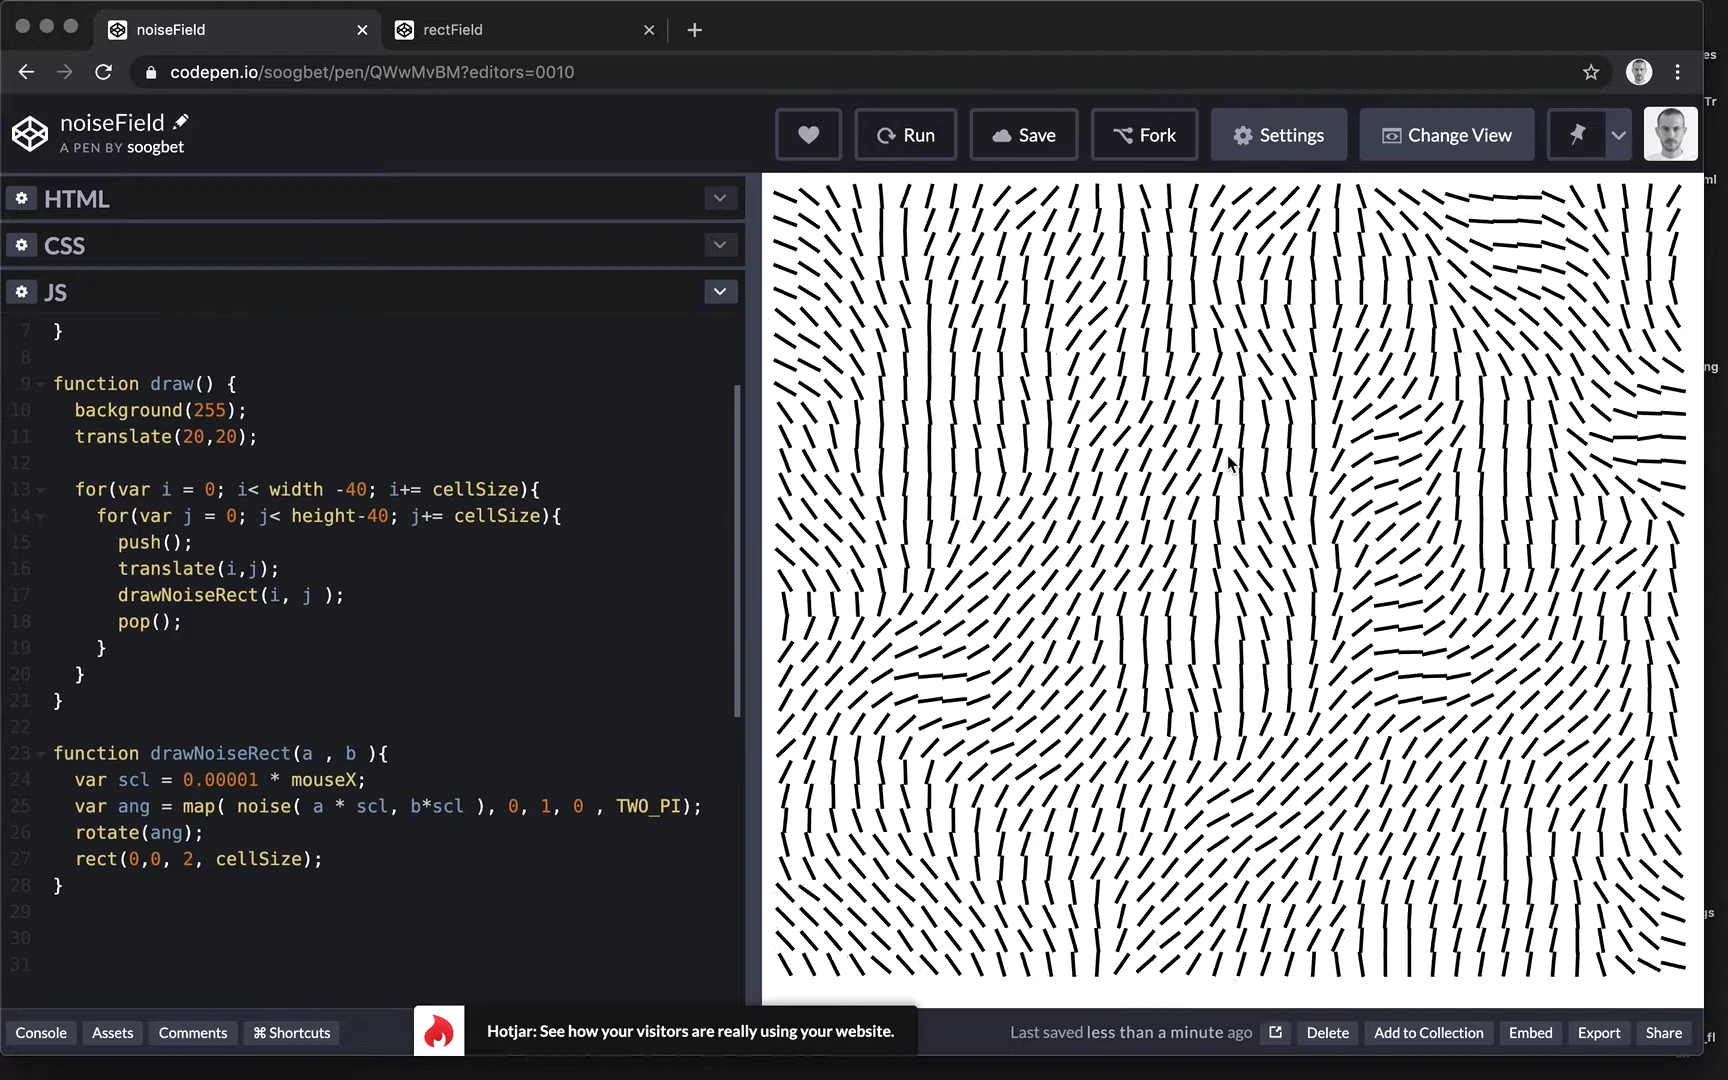 noiseField
rectField
codepen.io/soogbet/pen/QWwMvBM?editors=0010
es
Tr
noiseField
A PEN BY soogbet
Run
Save
Fork
Settings
Change View
ml
HTML
CSS
JS
ng
7 }
8
9 function draw() {
10 background(255);
11 translate(20,20);
12
13 for(var i = 0; i< width -40; i+= cellSize){
14 for(var j = 0; j< height-40; j+= cellSize){
15 push();
16 translate(i,j);
17 drawNoiseRect(i, j );
18 pop();
19 }
20 }
21 }
22
23 function drawNoiseRect(a , b ){
24 var scl = 0.00001 * mouseX;
25 var ang = map( noise( a * scl, b*scl ), 0, 1, 0 , TWO_PI);
26 rotate(ang);
27 rect(0,0, 2, cellSize);
28 }
29
30
31
gs
Console
Assets
Comments
⌘ Shortcuts
Hotjar: See how your visitors are really using your website.
Last saved less than a minute ago
Delete
Add to Collection
Embed
Export
Share
_fl